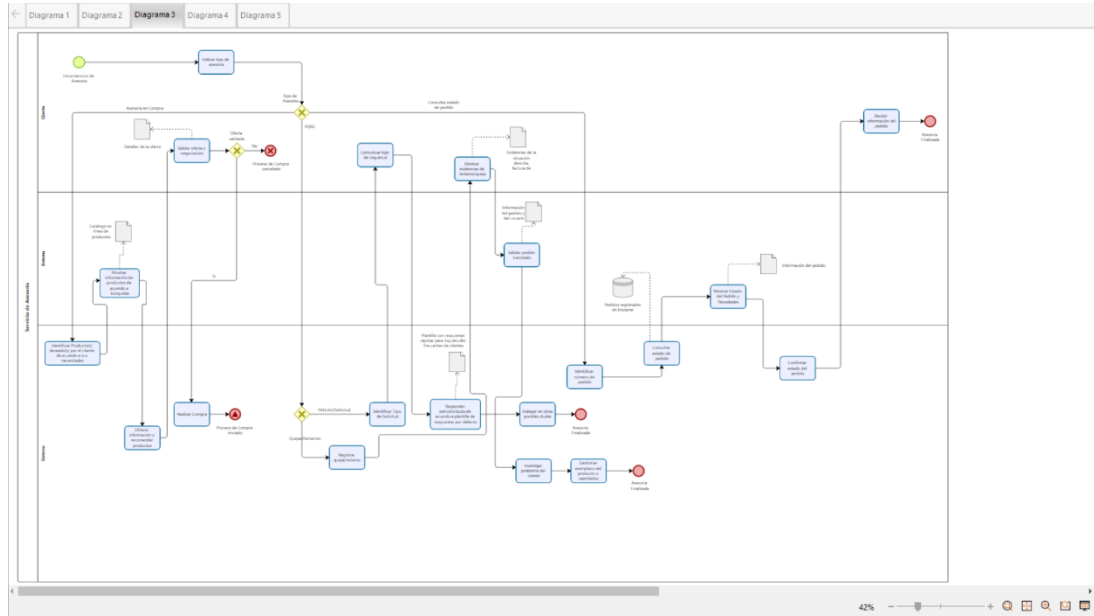 Diagrama 1
Diagrama 2
Diagrama 3
Diagrama 4
Diagrama 5
Servicio de Asesoría
Cliente
Inicio Servicio de
Asesoría
Indicar tipo de
asesoría
Tipo de
Asesoría
Asesoría en Compra
Consultar estado
de pedido
PQRS
Detalles de la oferta
Validar oferta y
negociación
Oferta
validada
No
Proceso de Compra
cancelado
Comunicar tipo
de inquietud
Mostrar
evidencias de
Evidencias de la
situación
descrita,
Recibir
información del
pedido
Asesoría
Finalizada
Catálogo en
línea de
productos
Mostrar
información de
productos de
acuerdo a
búsqueda
Si
Información
del pedido y
del usuario
Validar pedido
tramitado
Pedidos registrados
Mostrar Estado
del Pedido y
Novedades
Información del pedido
Identificar Producto(s)
deseado(s) por el cliente
de acuerdo a sus
necesidades
Ofrecer
información y
recomendar
productos
Realizar Compra
Proceso de Compra
iniciado
Petición/Solicitud
Queja/Reclamo
Identificar Tipo
de Solicitud
Registrar
queja/reclamo
Plantilla con respuestas
rápidas para inquietudes
frecuentes de clientes
Responder
petición/duda de
acuerdo a plantilla de
respuestas por defecto
Indagar en otras
posibles dudas
Asesoría
Finalizada
Investigar
problema del
cliente
Gestionar
reemplazo del
producto o
reembolso
Asesoría
Finalizada
Identificar
número de
pedido
Consultar
estado de
pedido
Confirmar
estado del
pedido
42%